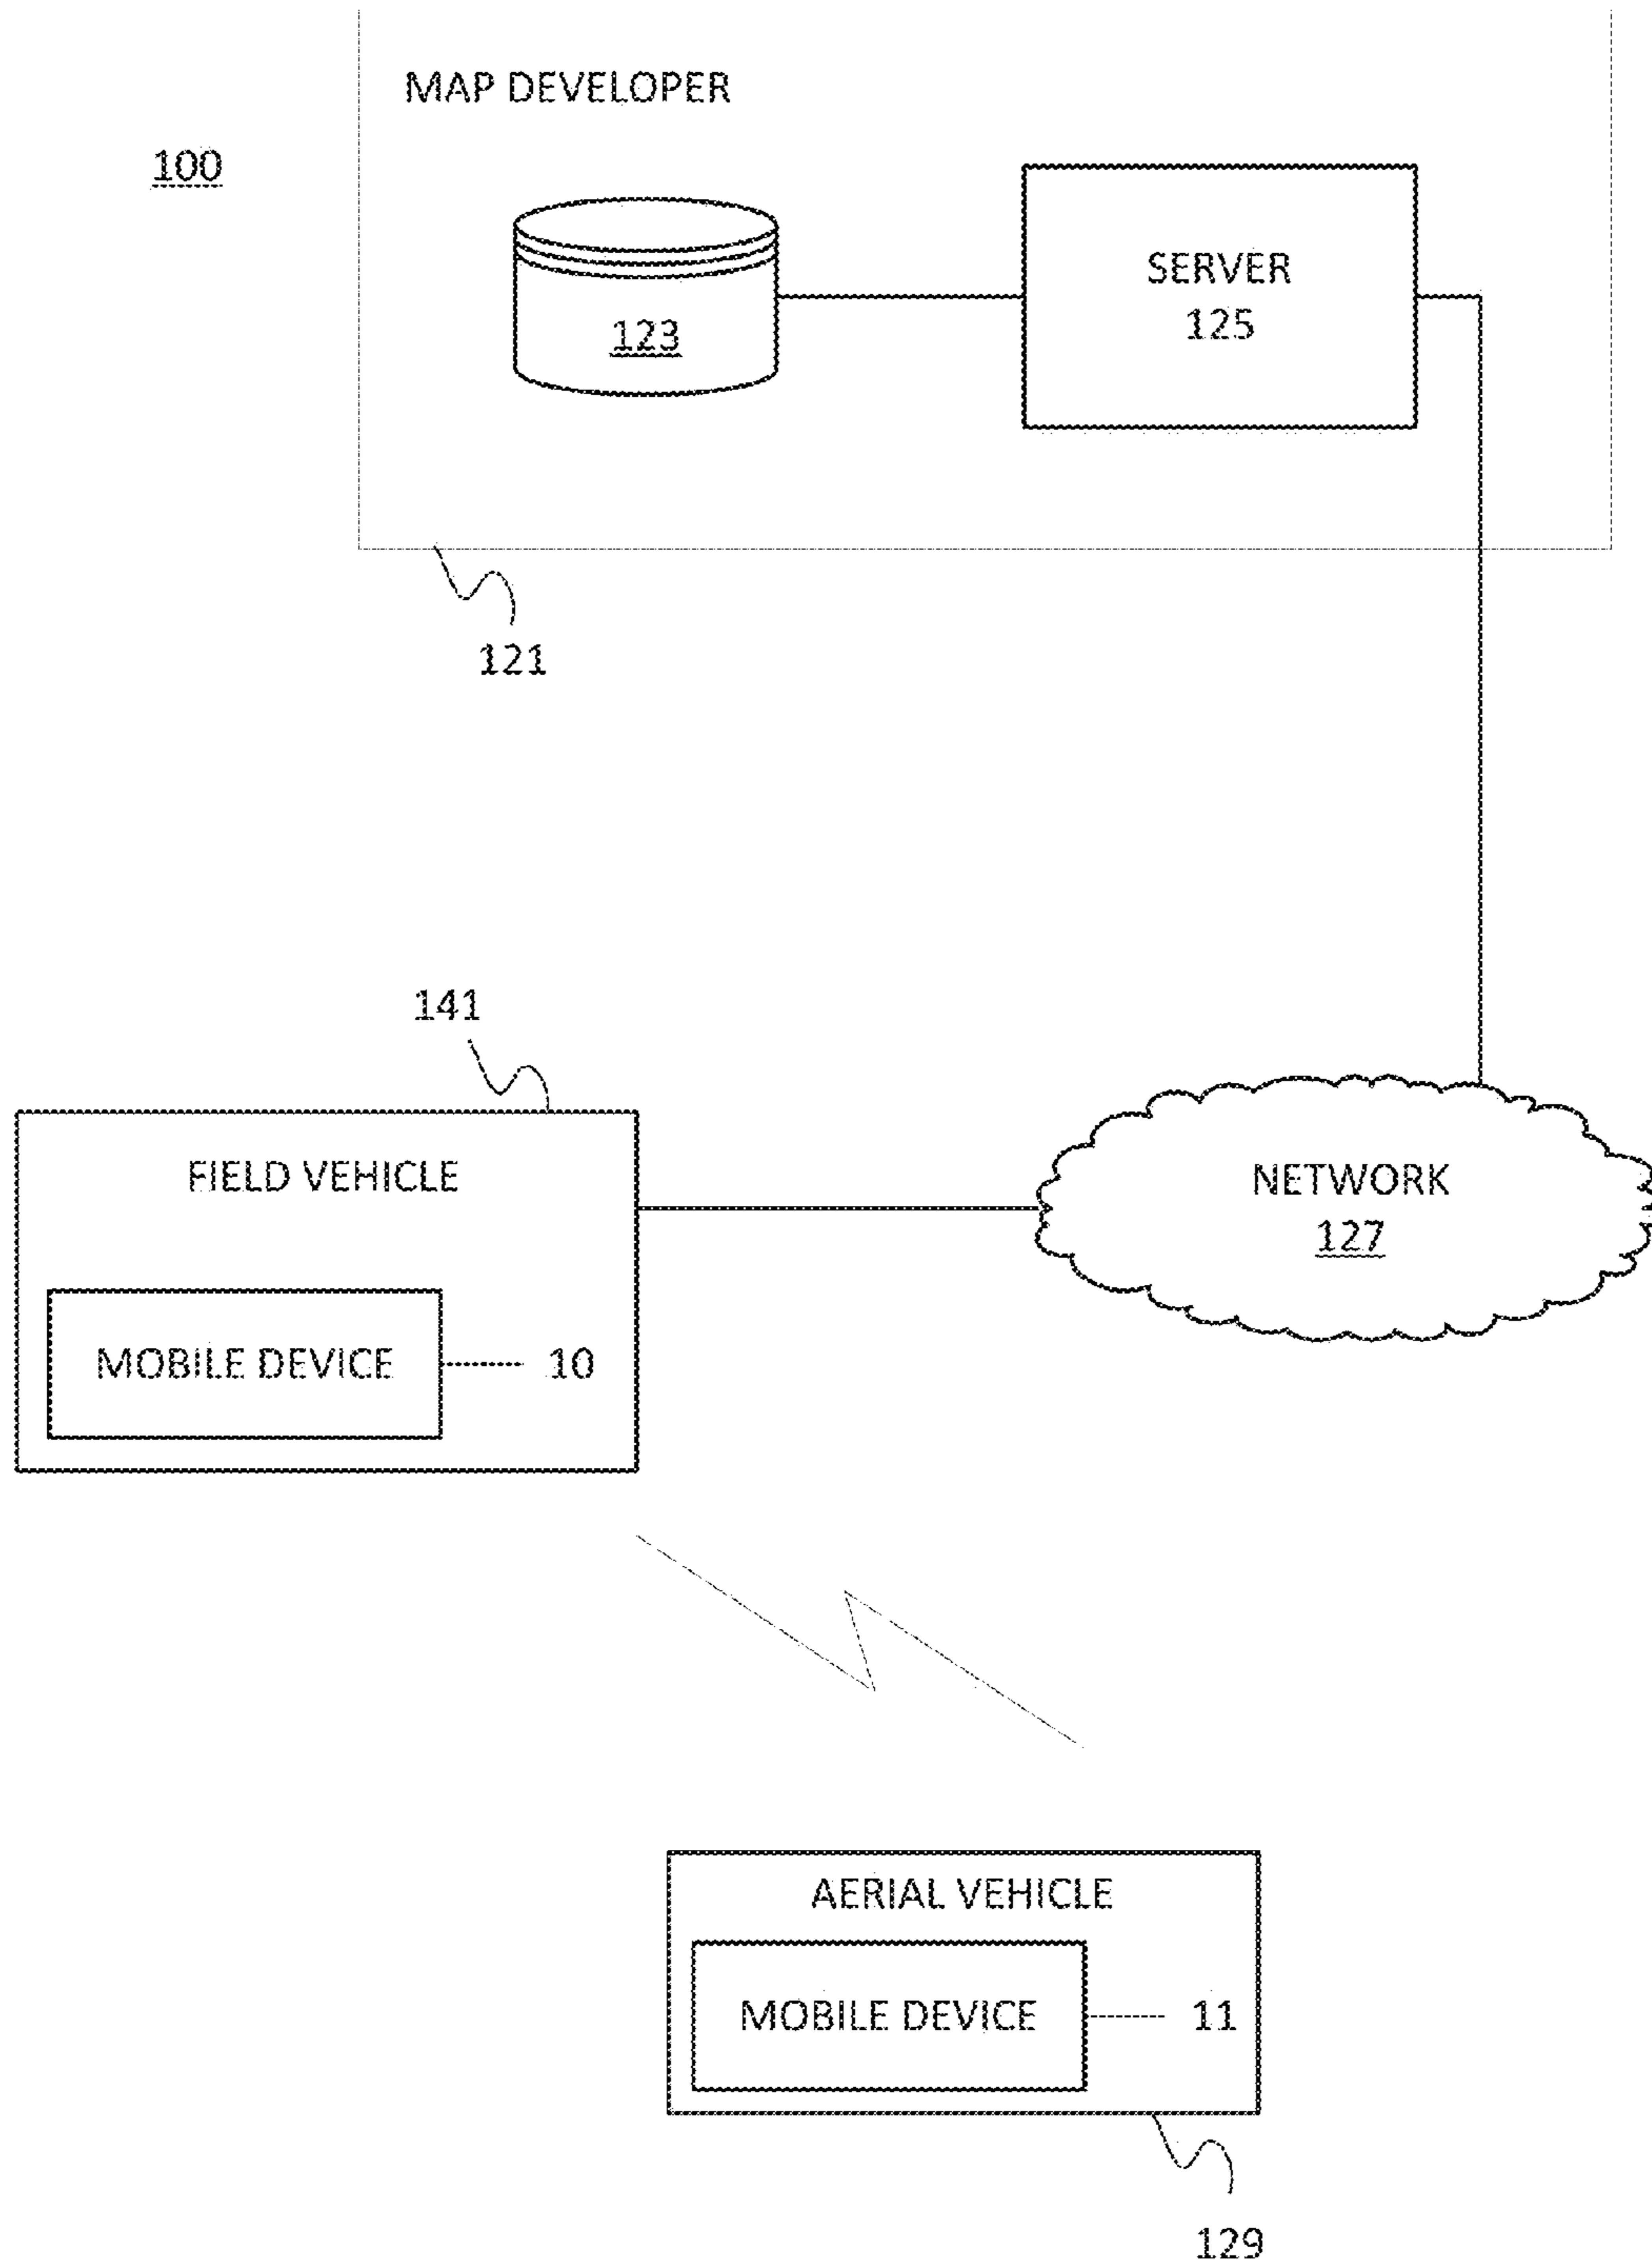 MAP DEVELOPER
100
SERVER
125
123
121
141
FIELD VEHICLE
NETWORK
127
MOBILE DEVICE
10
AERIAL VEHICLE
MOBILE DEVICE
11
129